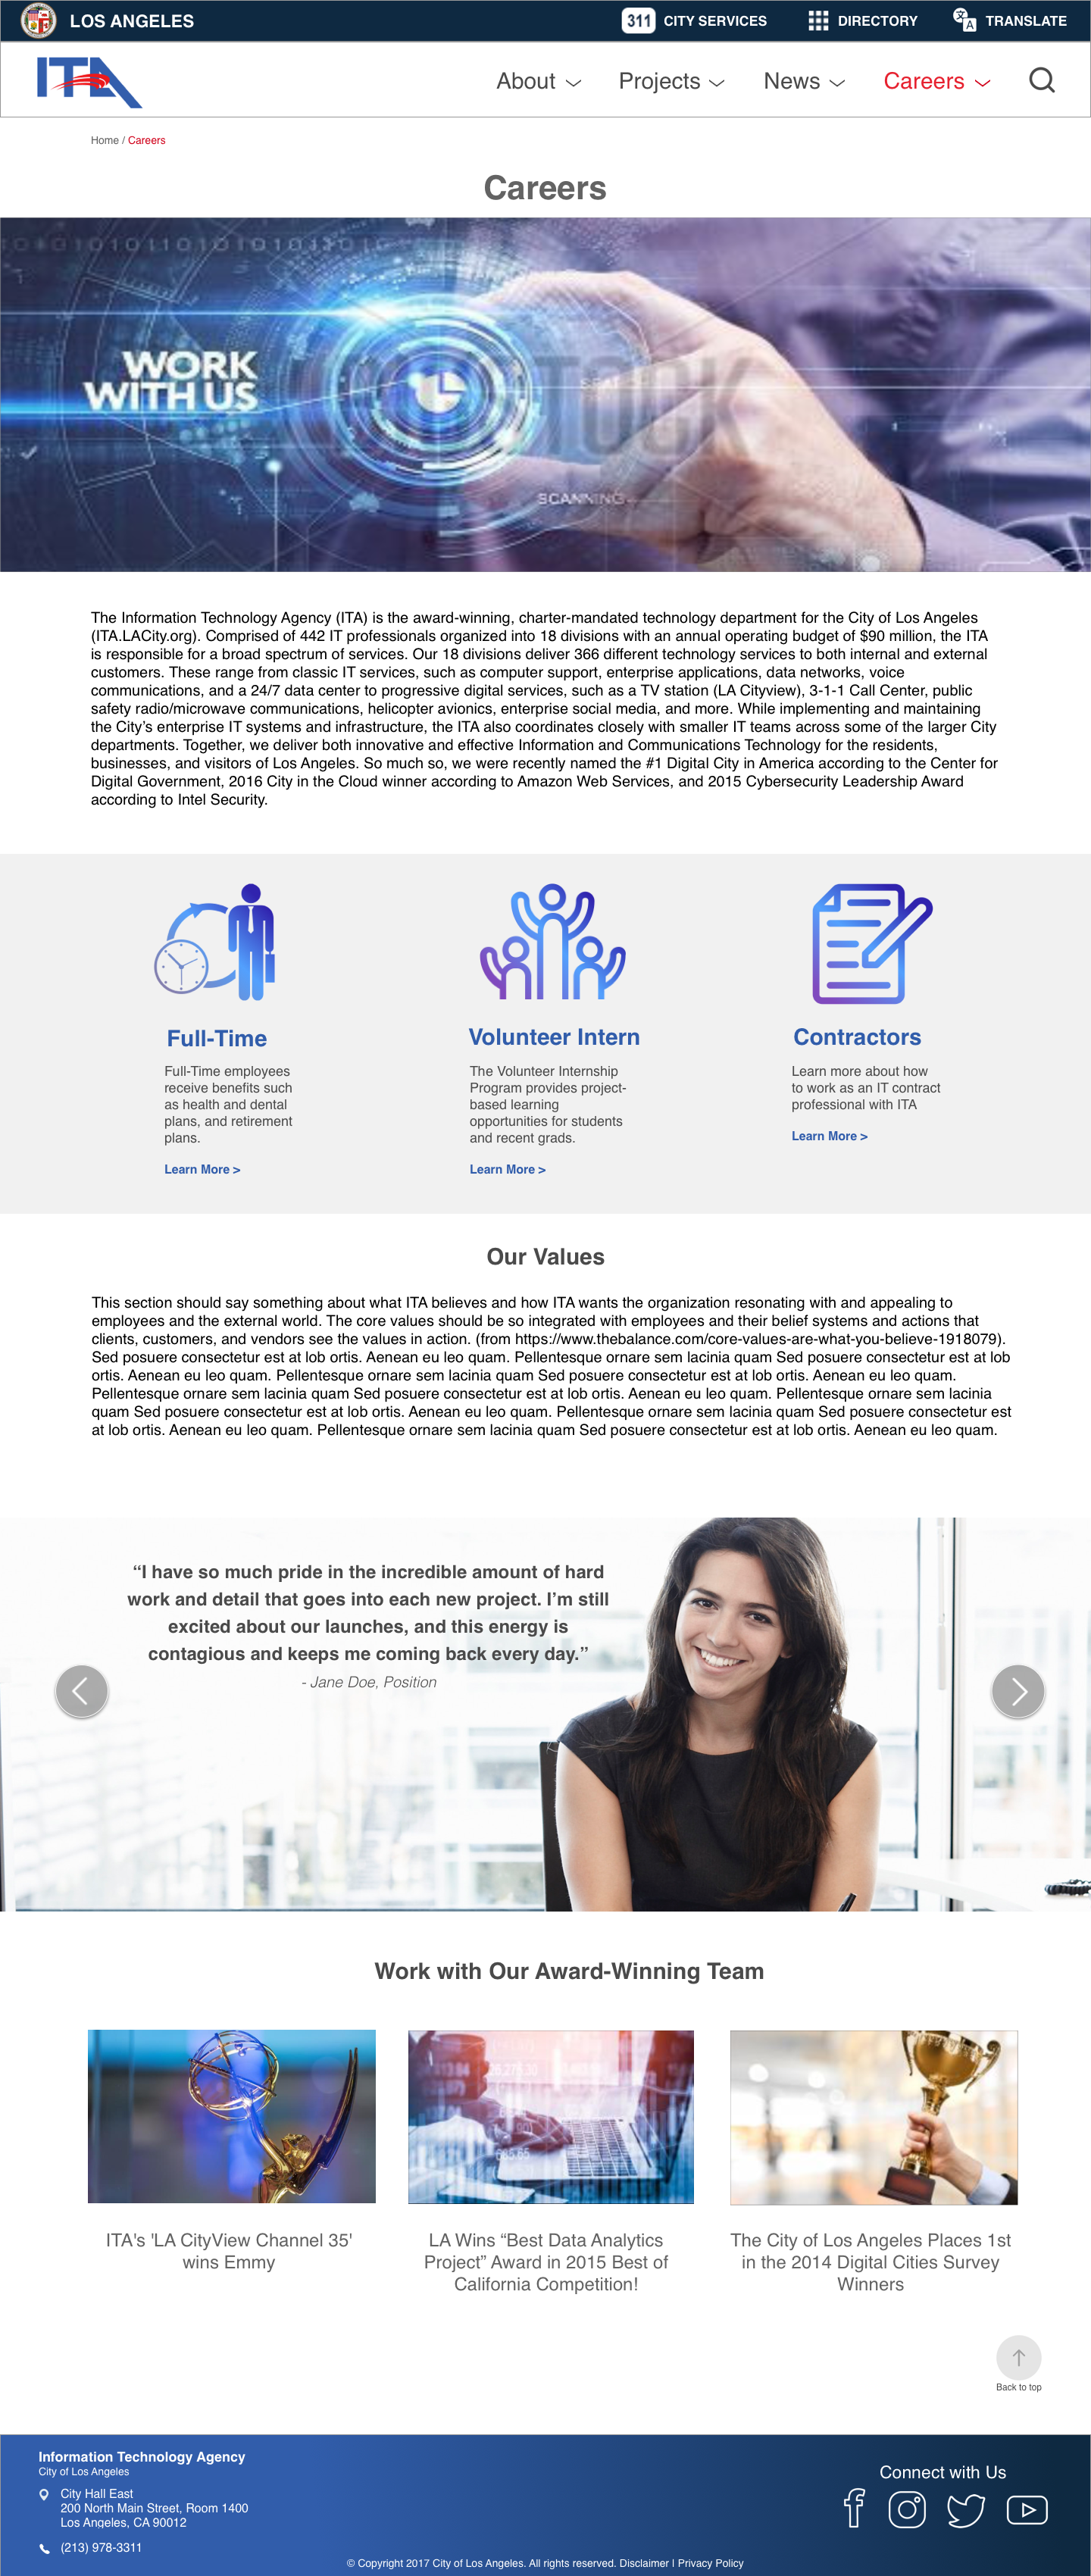 LOS ANGELES
311 CITY SERVICES
DIRECTORY
TRANSLATE
ITA
About
Projects
News
Careers
Home / Careers
Careers
WORK
WITH US
SCANNING
The Information Technology Agency (ITA) is the award-winning, charter-mandated technology department for the City of Los Angeles
(ITA.LACity.org). Comprised of 442 IT professionals organized into 18 divisions with an annual operating budget of $90 million, the ITA
is responsible for a broad spectrum of services. Our 18 divisions deliver 366 different technology services to both internal and external
customers. These range from classic IT services, such as computer support, enterprise applications, data networks, voice
communications, and a 24/7 data center to progressive digital services, such as a TV station (LA Cityview), 3-1-1 Call Center, public
safety radio/microwave communications, helicopter avionics, enterprise social media, and more. While implementing and maintaining
the City’s enterprise IT systems and infrastructure, the ITA also coordinates closely with smaller IT teams across some of the larger City
departments. Together, we deliver both innovative and effective Information and Communications Technology for the residents,
businesses, and visitors of Los Angeles. So much so, we were recently named the #1 Digital City in America according to the Center for
Digital Government, 2016 City in the Cloud winner according to Amazon Web Services, and 2015 Cybersecurity Leadership Award
according to Intel Security.
Full-Time
Full-Time employees
receive benefits such
as health and dental
plans, and retirement
plans.
Learn More >
Volunteer Intern
The Volunteer Internship
Program provides project-
based learning
opportunities for students
and recent grads.
Learn More >
Contractors
Learn more about how
to work as an IT contract
professional with ITA
Learn More >
Our Values
This section should say something about what ITA believes and how ITA wants the organization resonating with and appealing to
employees and the external world. The core values should be so integrated with employees and their belief systems and actions that
clients, customers, and vendors see the values in action. (from https://www.thebalance.com/core-values-are-what-you-believe-1918079).
Sed posuere consectetur est at lob ortis. Aenean eu leo quam. Pellentesque ornare sem lacinia quam Sed posuere consectetur est at lob
ortis. Aenean eu leo quam. Pellentesque ornare sem lacinia quam Sed posuere consectetur est at lob ortis. Aenean eu leo quam.
Pellentesque ornare sem lacinia quam Sed posuere consectetur est at lob ortis. Aenean eu leo quam. Pellentesque ornare sem lacinia
quam Sed posuere consectetur est at lob ortis. Aenean eu leo quam. Pellentesque ornare sem lacinia quam Sed posuere consectetur est
at lob ortis. Aenean eu leo quam. Pellentesque ornare sem lacinia quam Sed posuere consectetur est at lob ortis. Aenean eu leo quam.
“I have so much pride in the incredible amount of hard
work and detail that goes into each new project. I’m still
excited about our launches, and this energy is
contagious and keeps me coming back every day.”
- Jane Doe, Position
Work with Our Award-Winning Team
ITA's 'LA CityView Channel 35'
wins Emmy
LA Wins “Best Data Analytics
Project” Award in 2015 Best of
California Competition!
The City of Los Angeles Places 1st
in the 2014 Digital Cities Survey
Winners
Back to top
Information Technology Agency
City of Los Angeles
City Hall East
200 North Main Street, Room 1400
Los Angeles, CA 90012
(213) 978-3311
Connect with Us
© Copyright 2017 City of Los Angeles. All rights reserved. Disclaimer | Privacy Policy